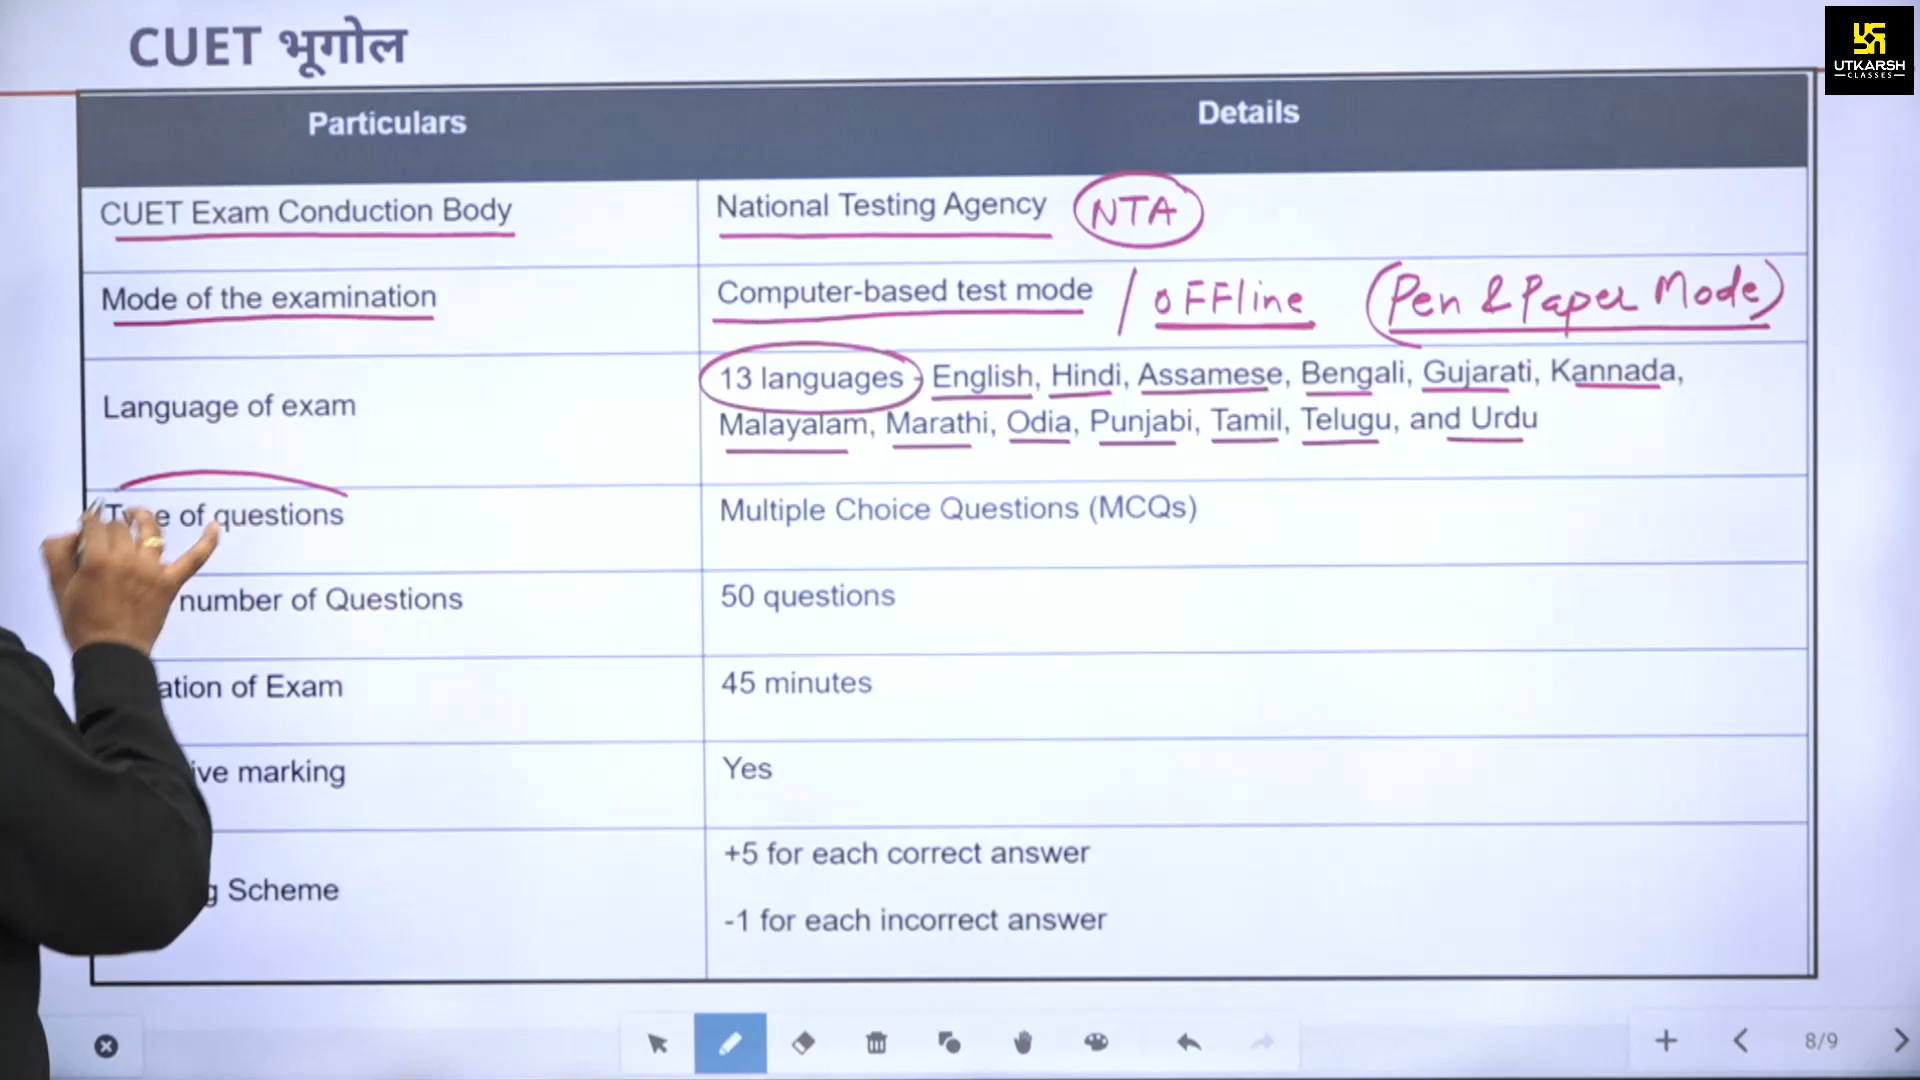 CUET भूगोल
UTKARSH
CLASSES
Particulars
Details
CUET Exam Conduction Body
National Testing Agency NTA
Mode of the examination
Computer-based test mode / OFFline (Pen & Paper Mode)
Language of exam
13 languages - English, Hindi, Assamese, Bengali, Gujarati, Kannada,
Malayalam, Marathi, Odia, Punjabi, Tamil, Telugu, and Urdu
Type of questions
Multiple Choice Questions (MCQs)
number of Questions
50 questions
of Exam
45 minutes
marking
Yes
Scheme
+5 for each correct answer
-1 for each incorrect answer
8/9